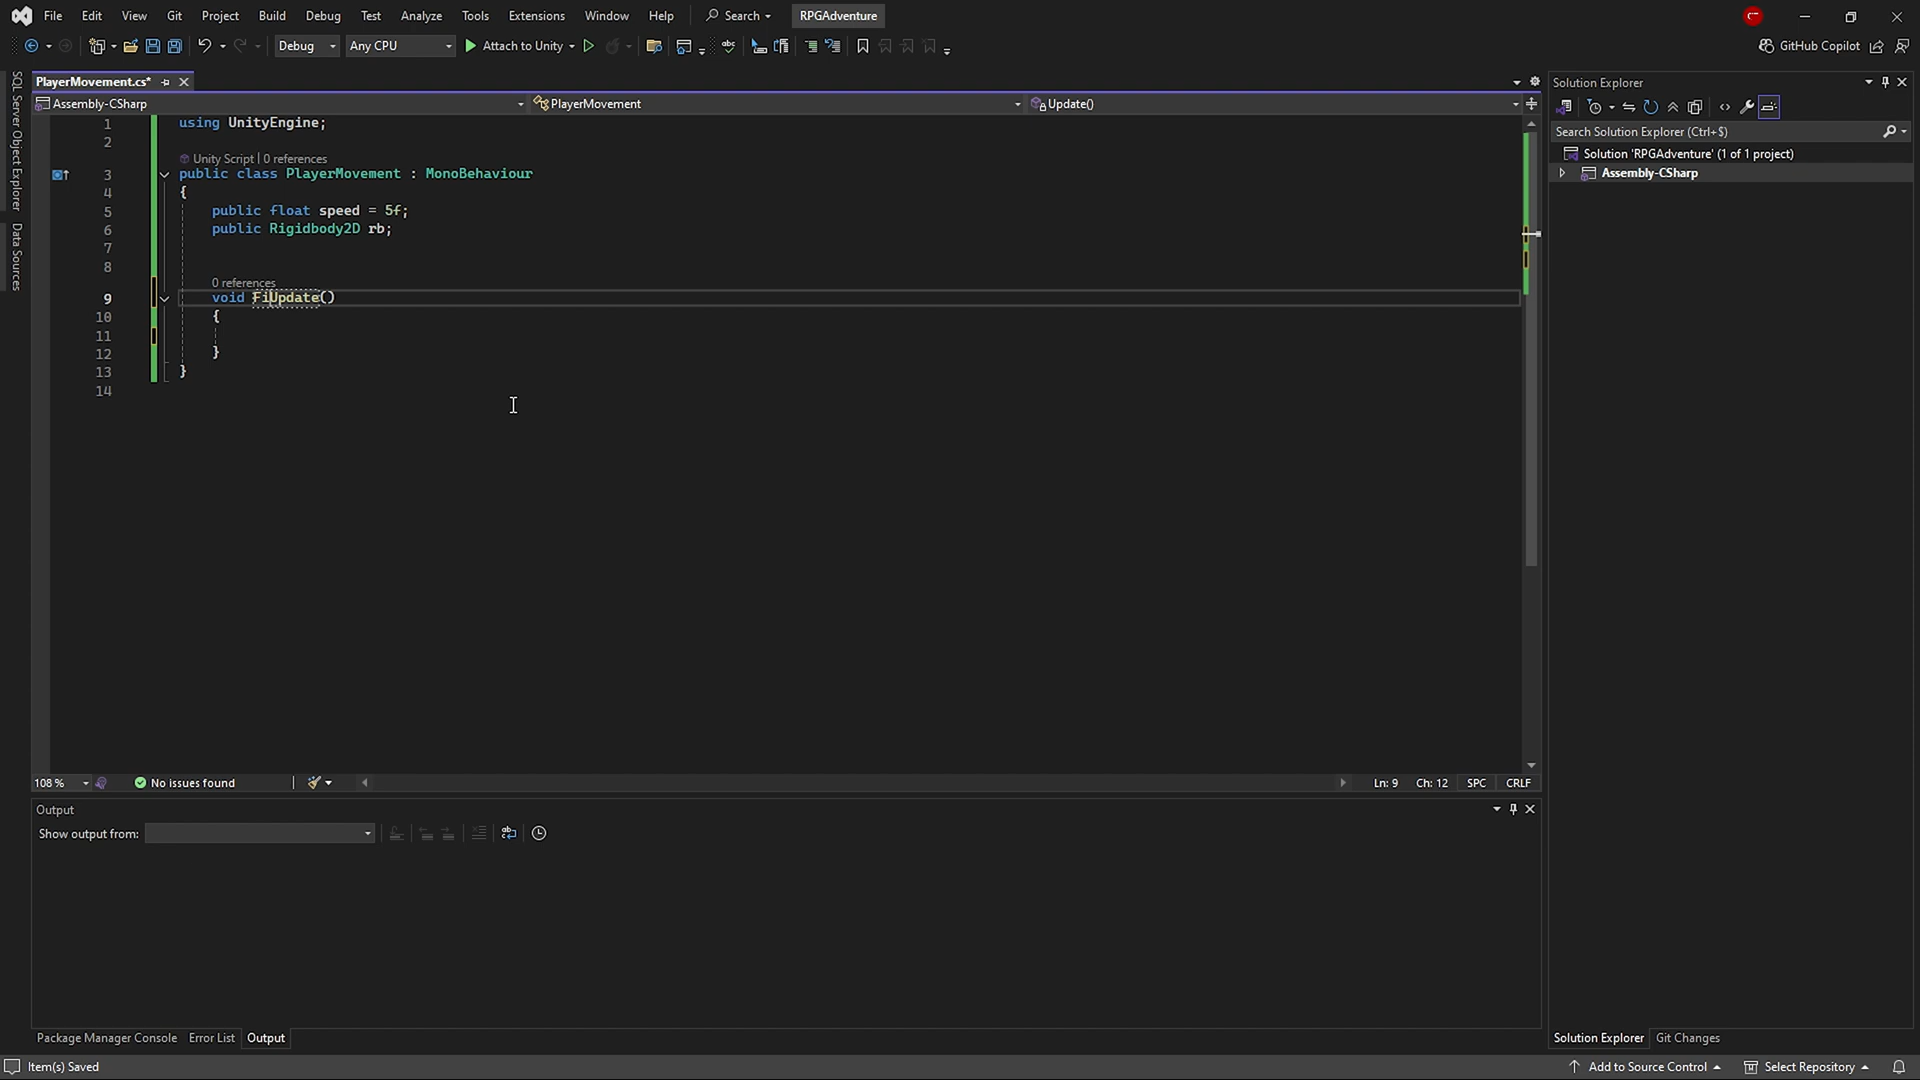 File Edit View Git Project Build Debug Test Analyze Tools Extensions Window Help Search RPGAdventure
Debug Any CPU Attach to Unity GitHub Copilot
PlayerMovement.cs*
Assembly-CSharp PlayerMovement Update()
1 using UnityEngine;
2
Unity Script | 0 references
3 public class PlayerMovement : MonoBehaviour
4 {
5 public float speed = 5f;
6 public Rigidbody2D rb;
7
8
0 references
9 void FiUpdate()
10 {
11
12 }
13 }
14
SQL Server Object Explorer
Data Sources
108 % No issues found Ln: 9 Ch: 12 SPC CRLF
Output
Show output from:
Package Manager Console Error List Output
Solution Explorer
Search Solution Explorer (Ctrl+$)
Solution 'RPGAdventure' (1 of 1 project)
Assembly-CSharp
Solution Explorer Git Changes
Item(s) Saved Add to Source Control Select Repository